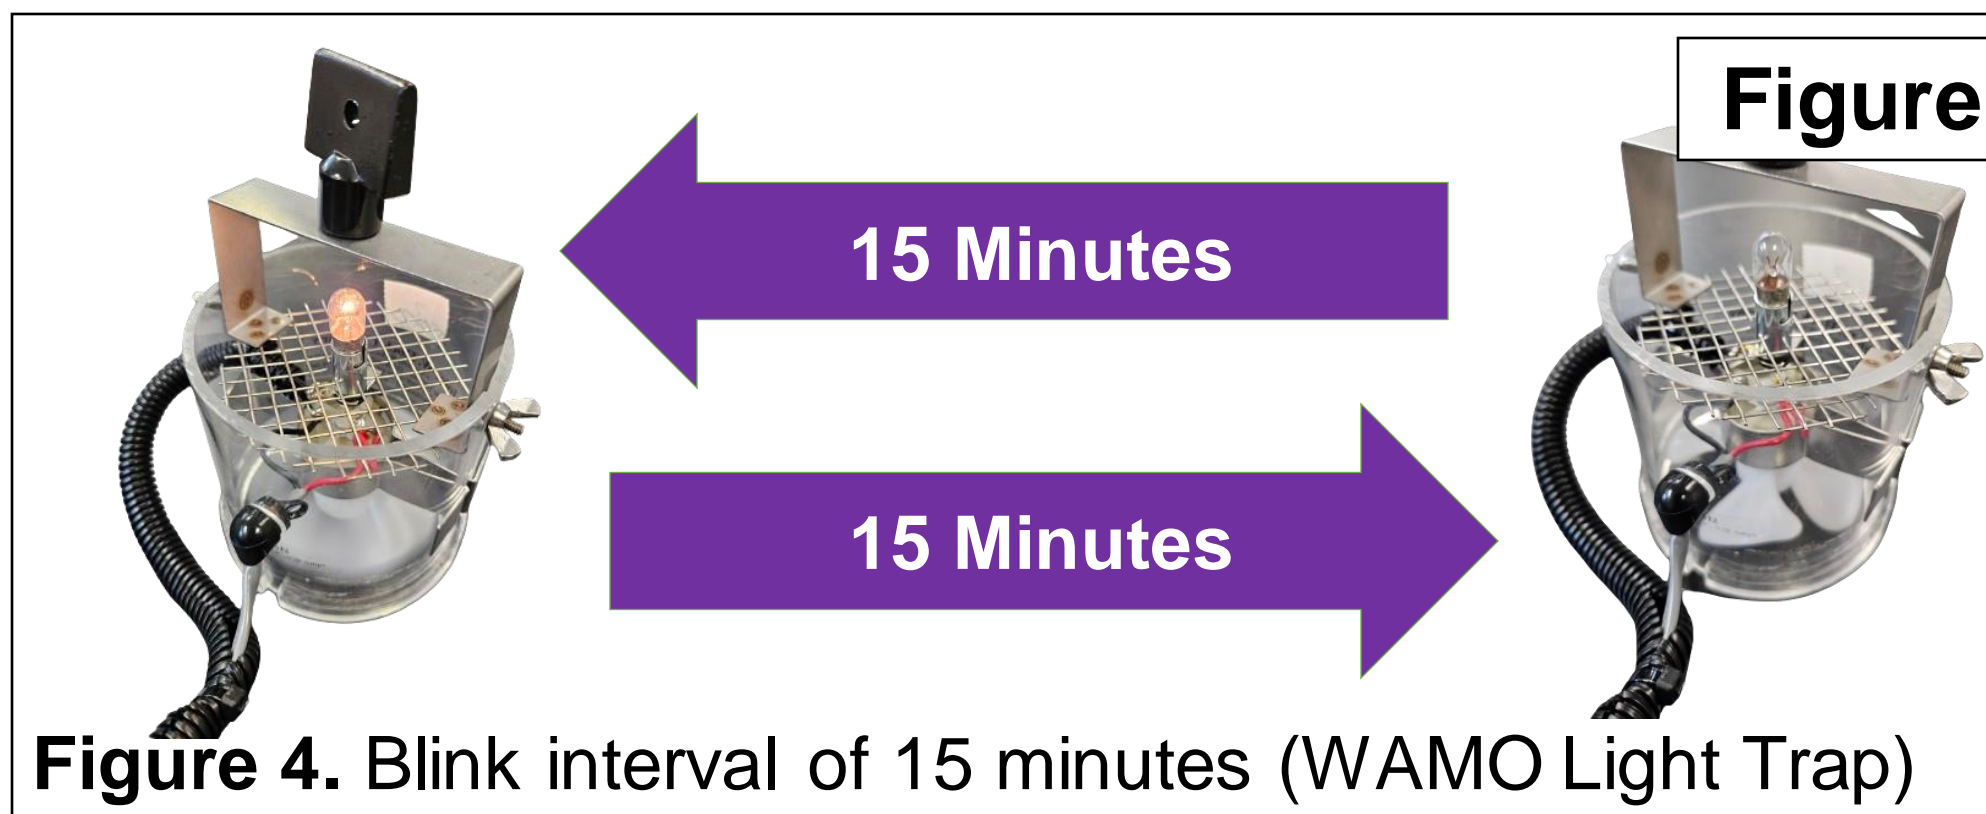 Figure
15 Minutes
15 Minutes
Figure 4. Blink interval of 15 minutes (WAMO Light Trap)